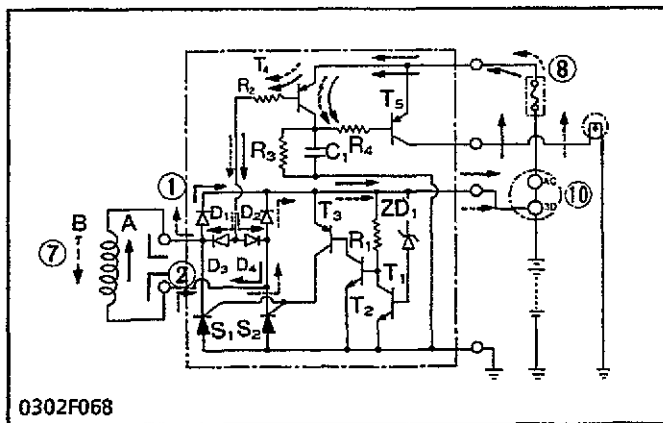 T4
R2
⑧
T5
R3
C1
R4
①
AC
⑩
3D
D1
D2
T3
ZD1
B
A
⑦
R1
D3
D4
②
T1
T2
S1
S2
0302F068